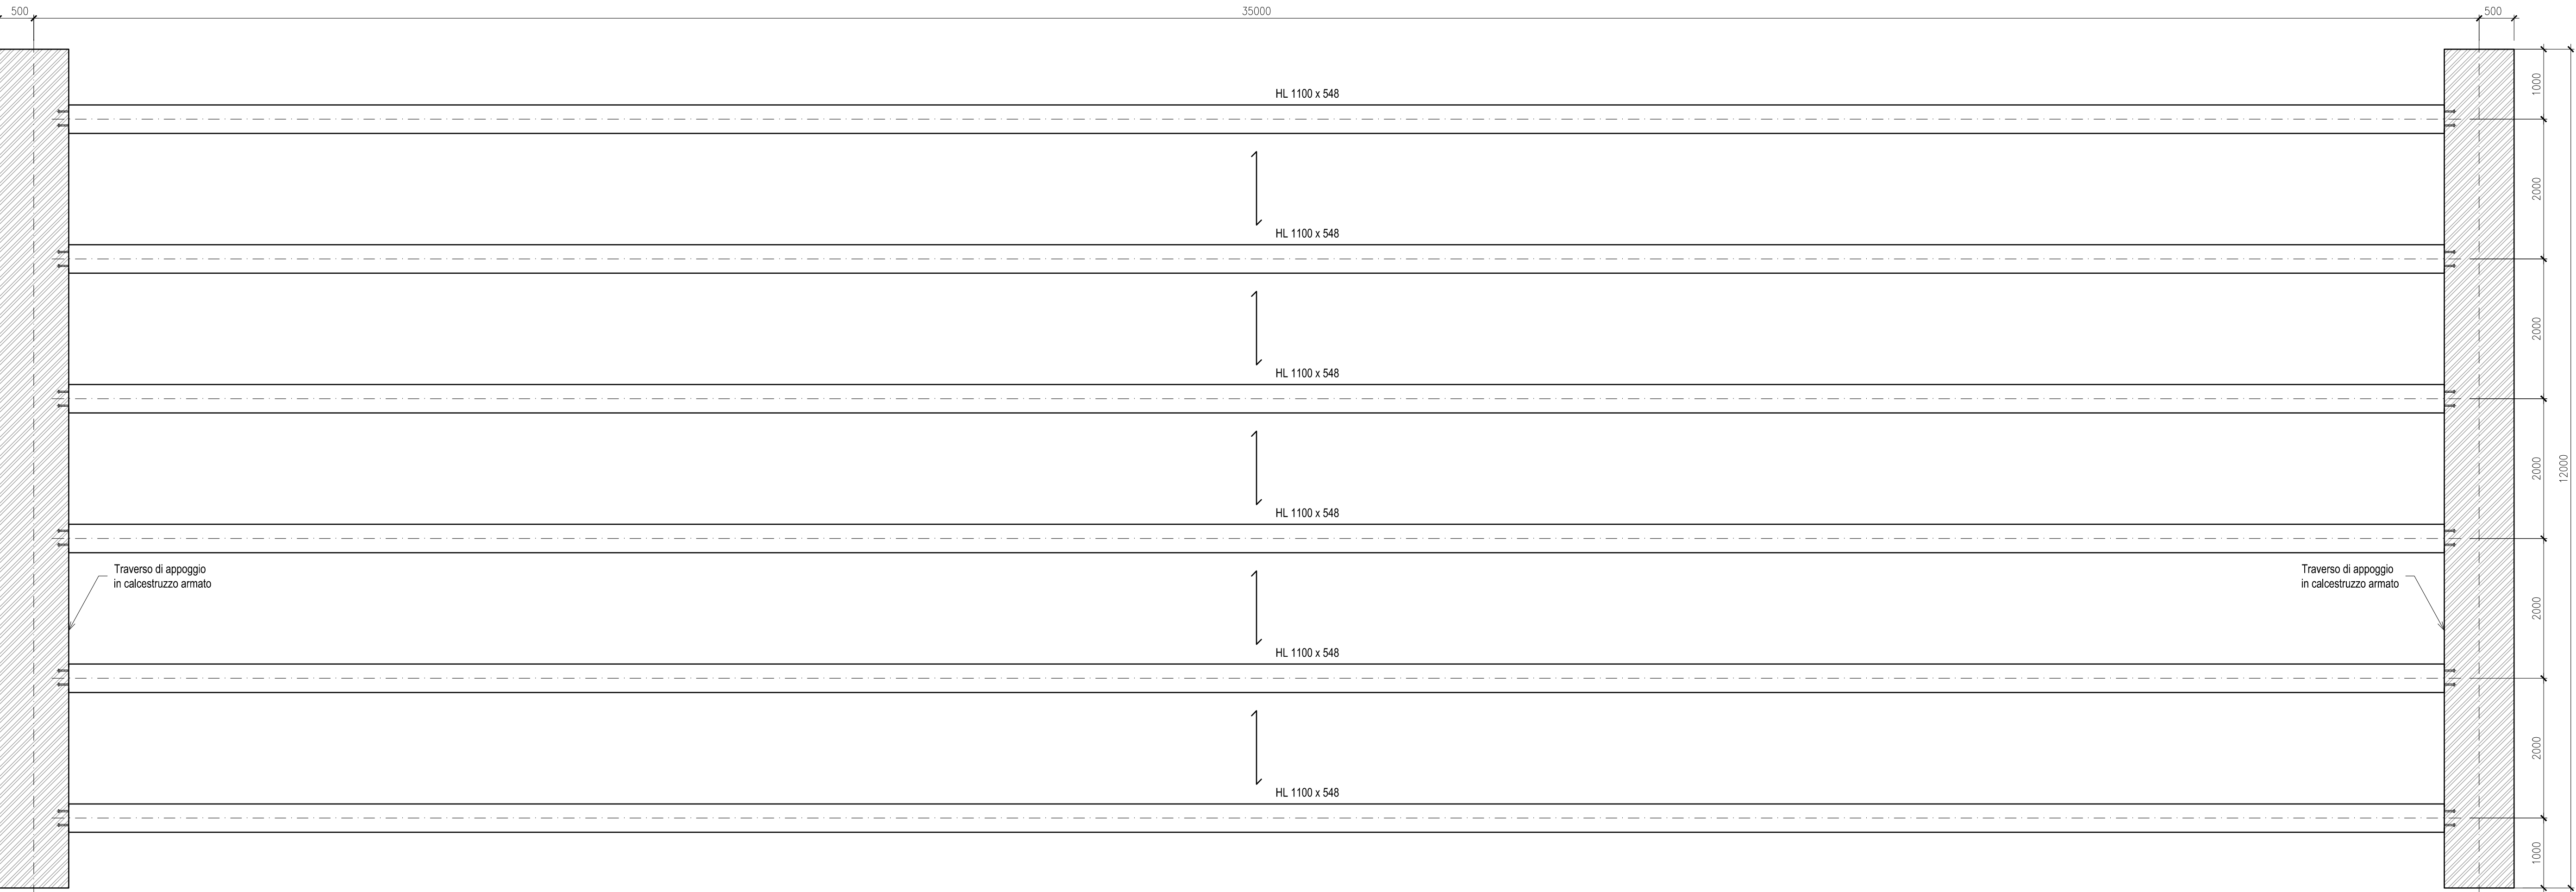 500
35000
500
HL 1100 x 548
1000
2000
HL 1100 x 548
2000
HL 1100 x 548
2000
12000
HL 1100 x 548
Traverso di appoggio
in calcestruzzo armato
Traverso di appoggio
in calcestruzzo armato
2000
HL 1100 x 548
2000
HL 1100 x 548
1000